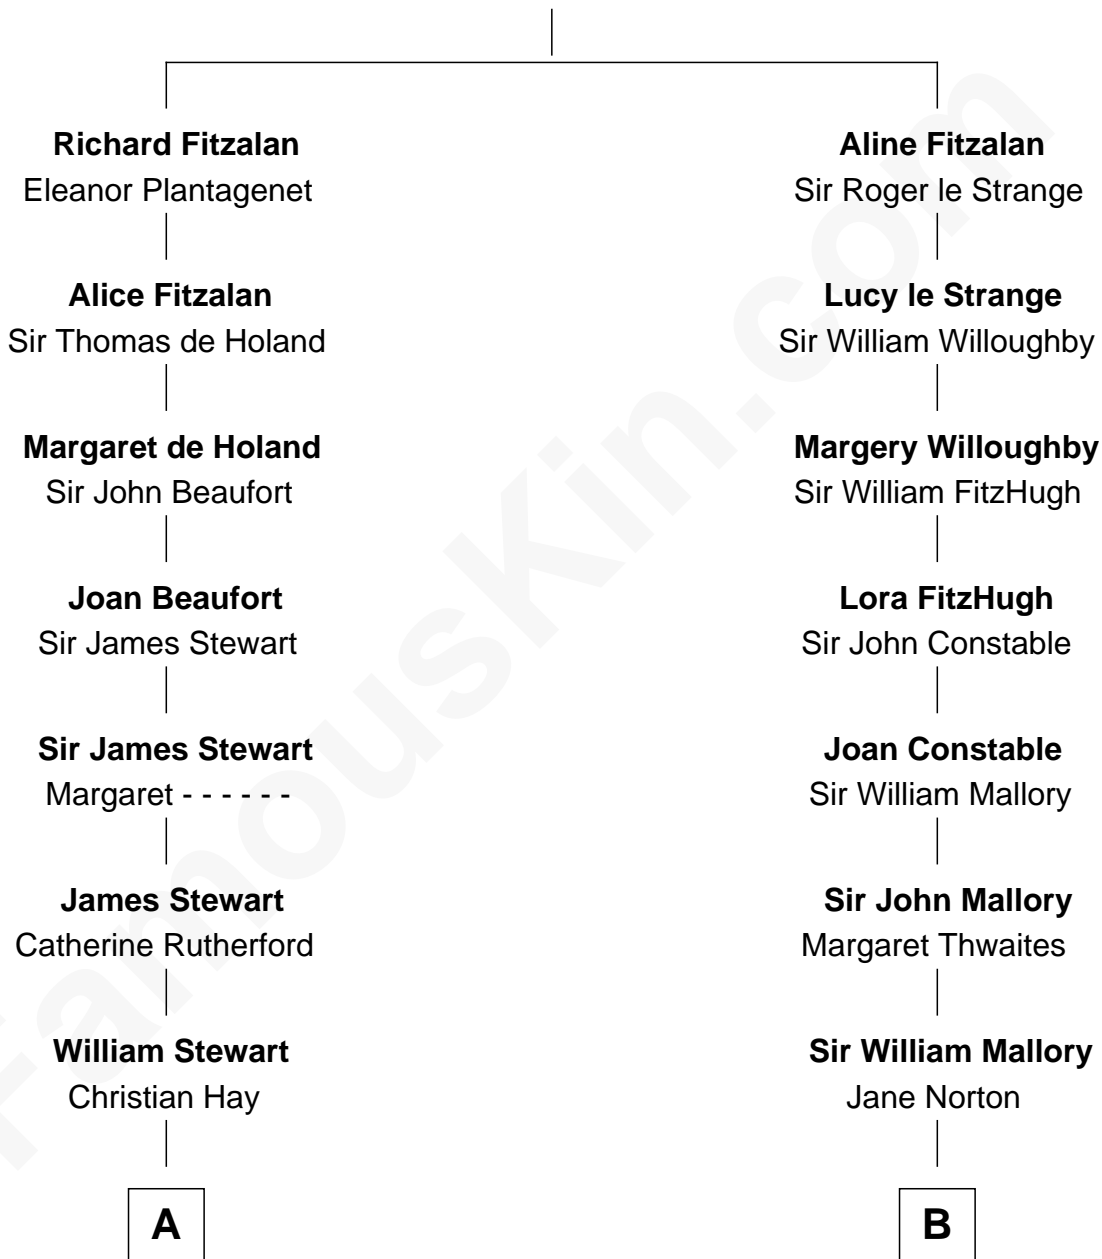 Richard Fitzalan
Eleanor Plantagenet
Alice Fitzalan
Sir Thomas de Holand
Margaret de Holand
Sir John Beaufort
Joan Beaufort
Sir James Stewart
Sir James Stewart
Margaret - - - - - -
James Stewart
Catherine Rutherford
William Stewart
Christian Hay
A
Aline Fitzalan
Sir Roger le Strange
Lucy le Strange
Sir William Willoughby
Margery Willoughby
Sir William FitzHugh
Lora FitzHugh
Sir John Constable
Joan Constable
Sir William Mallory
Sir John Mallory
Margaret Thwaites
Sir William Mallory
Jane Norton
B
FamousKin.com